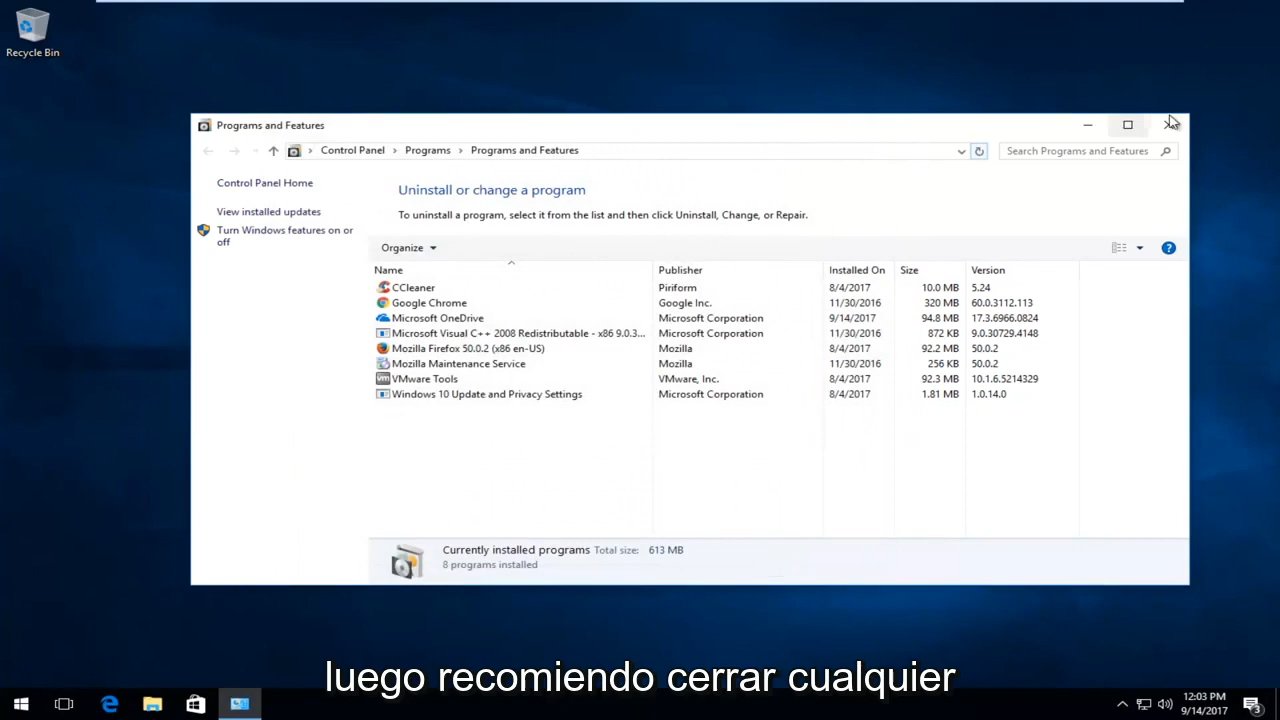 Recycle Bin
Programs and Features
Control Panel > Programs > Programs and Features
Search Programs and Features
Control Panel Home
View installed updates
Turn Windows features on or
off
Uninstall or change a program
To uninstall a program, select it from the list and then click Uninstall, Change, or Repair.
Organize
Name Publisher Installed On Size Version
CCleaner Piriform 8/4/2017 10.0 MB 5.24
Google Chrome Google Inc. 11/30/2016 320 MB 60.0.3112.113
Microsoft OneDrive Microsoft Corporation 9/14/2017 94.8 MB 17.3.6966.0824
Microsoft Visual C++ 2008 Redistributable - x86 9.0.3... Microsoft Corporation 11/30/2016 872 KB 9.0.30729.4148
Mozilla Firefox 50.0.2 (x86 en-US) Mozilla 8/4/2017 92.2 MB 50.0.2
Mozilla Maintenance Service Mozilla 11/30/2016 256 KB 50.0.2
VMware Tools VMware, Inc. 8/4/2017 92.3 MB 10.1.6.5214329
Windows 10 Update and Privacy Settings Microsoft Corporation 8/4/2017 1.81 MB 1.0.14.0
Currently installed programs Total size: 613 MB
8 programs installed
luego recomiendo cerrar cualquier
12:03 PM
9/14/2017
3